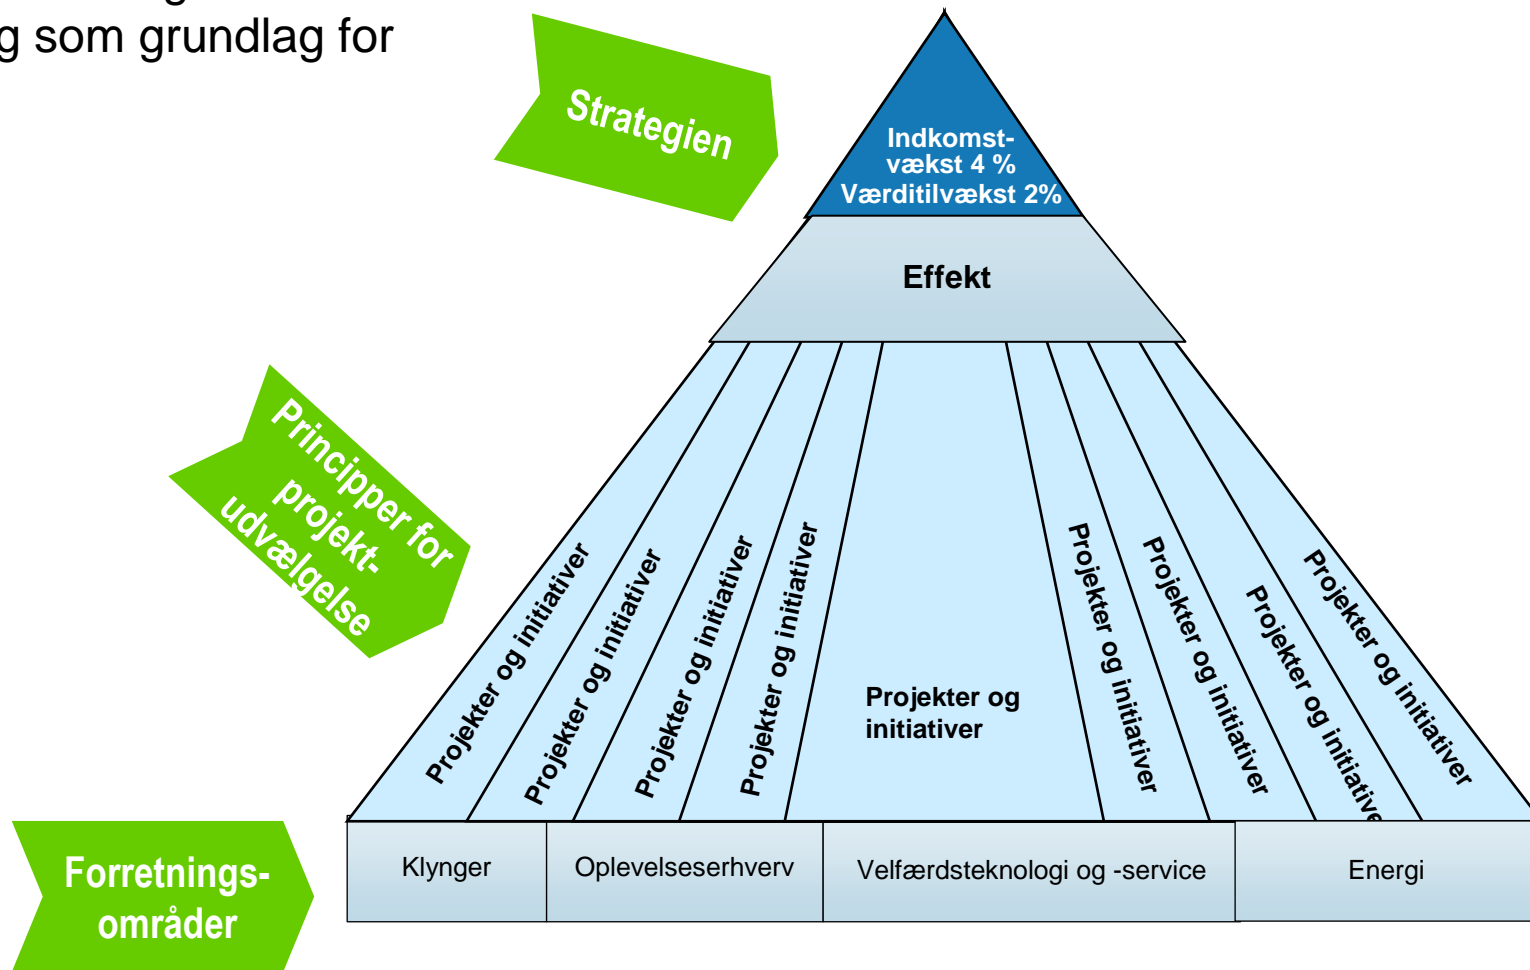 g som grundlag for
Strategien
Indkomst-
vækst 4 %
Værditilvækst 2%
Effekt
Principper for
projekt-
udvælgelse
Projekter og initiativer
Projekter og initiativer
Projekter og initiativer
Projekter og initiativer
Projekter og
initiativer
Projekter og initiativer
Projekter og initiativer
Projekter og initiative
Projekter og initiativer
Forretnings-
områder
Klynger
Oplevelseserhverv
Velfærdsteknologi og -service
Energi